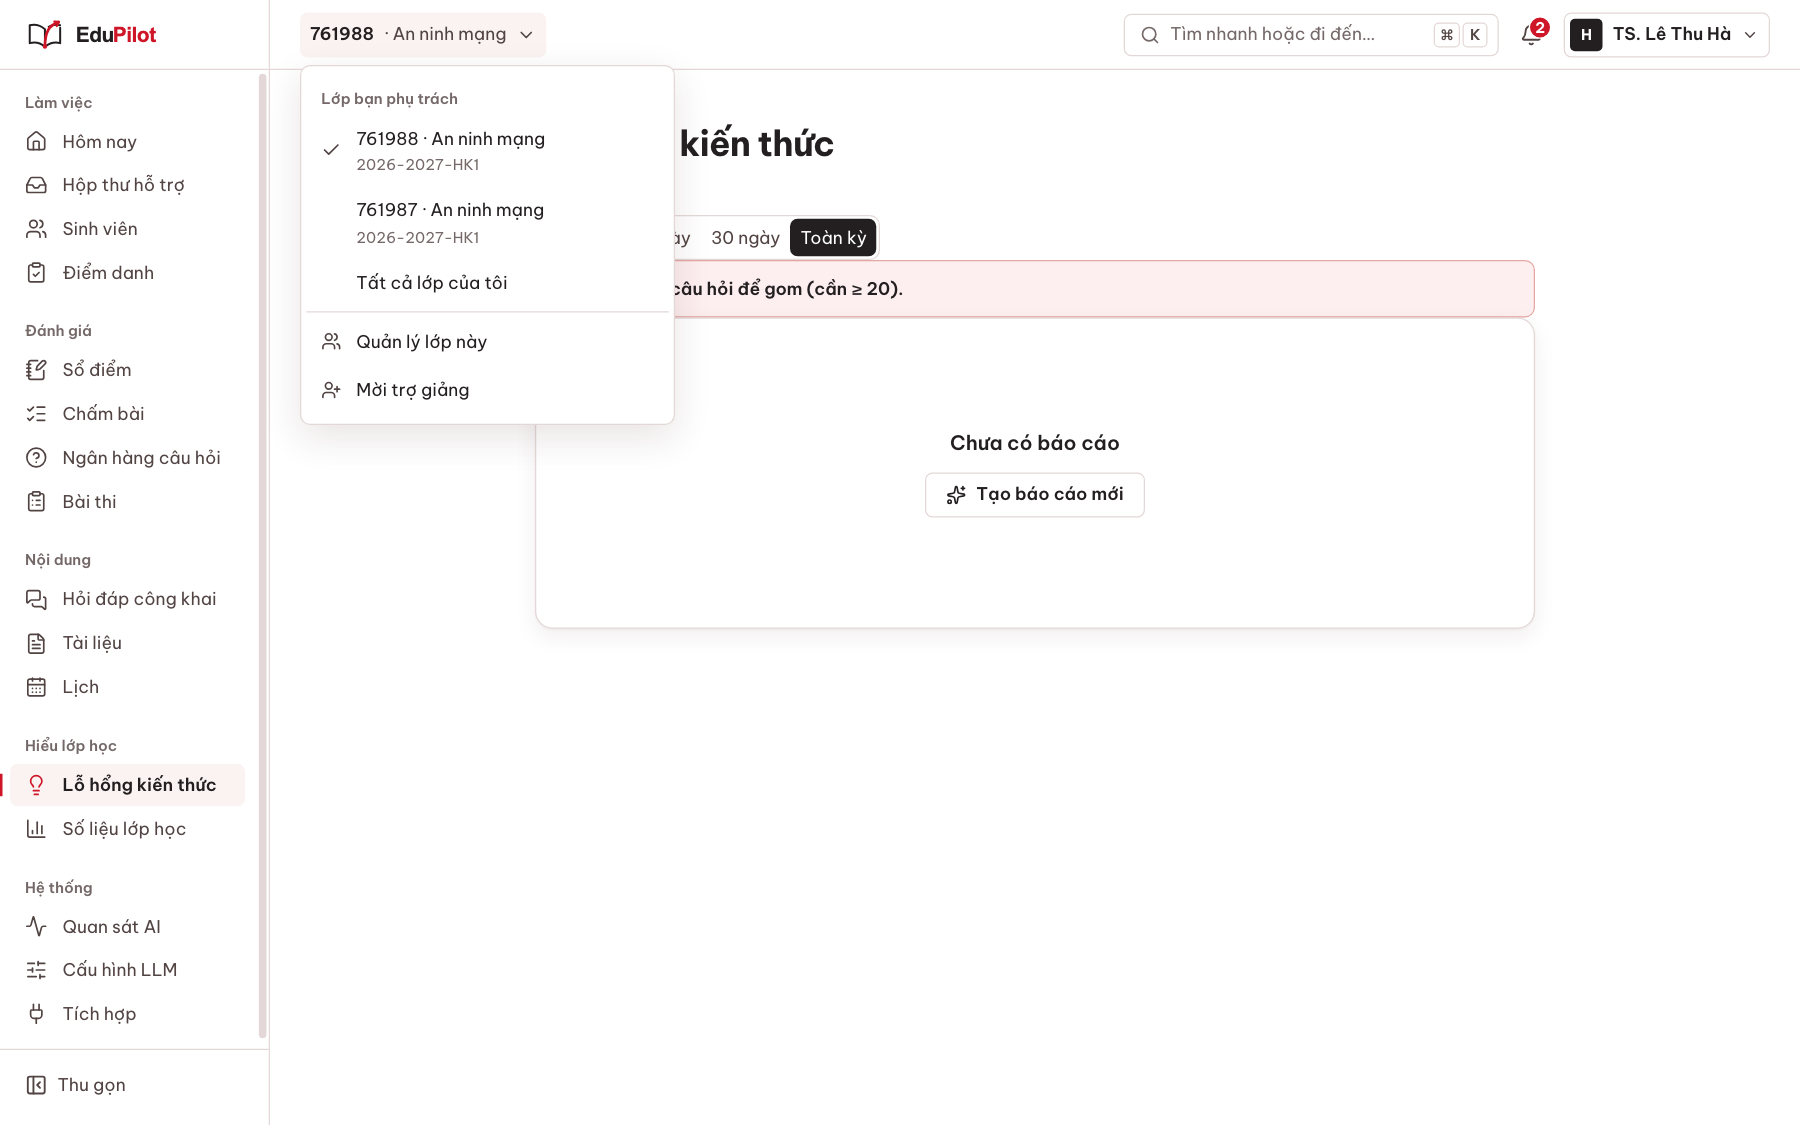 EduPilot
761988 · An ninh mạng
Tìm nhanh hoặc đi đến...
⌘ K
2
H
TS. Lê Thu Hà
Làm việc
Hôm nay
Hộp thư hỗ trợ
Sinh viên
Điểm danh
Đánh giá
Sổ điểm
Chấm bài
Ngân hàng câu hỏi
Bài thi
Nội dung
Hỏi đáp công khai
Tài liệu
Lịch
Hiểu lớp học
Lỗ hổng kiến thức
Số liệu lớp học
Hệ thống
Quan sát AI
Cấu hình LLM
Tích hợp
Thu gọn
Lớp bạn phụ trách
761988 · An ninh mạng
2026-2027-HK1
761987 · An ninh mạng
2026-2027-HK1
Tất cả lớp của tôi
Quản lý lớp này
Mời trợ giảng
kiến thức
30 ngày
Toàn kỳ
câu hỏi để gom (cần ≥ 20).
Chưa có báo cáo
Tạo báo cáo mới